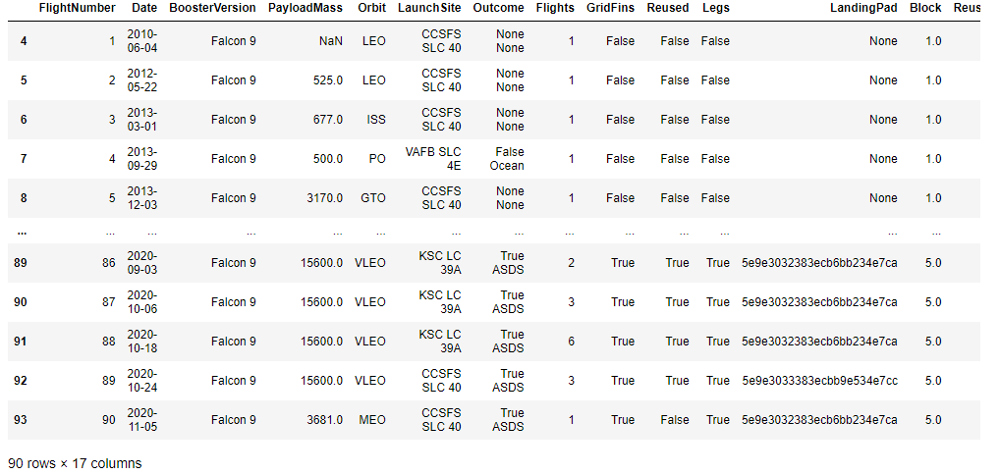 FlightNumber Date BoosterVersion PayloadMass Orbit LaunchSite Outcome Flights GridFins Reused Legs LandingPad Block Reus
4 1 2010-06-04 Falcon 9 NaN LEO CCSFS SLC 40 None None 1 False False False None 1.0
5 2 2012-05-22 Falcon 9 525.0 LEO CCSFS SLC 40 None None 1 False False False None 1.0
6 3 2013-03-01 Falcon 9 677.0 ISS CCSFS SLC 40 None None 1 False False False None 1.0
7 4 2013-09-29 Falcon 9 500.0 PO VAFB SLC 4E False Ocean 1 False False False None 1.0
8 5 2013-12-03 Falcon 9 3170.0 GTO CCSFS SLC 40 None None 1 False False False None 1.0
... ... ... ... ... ... ... ... ... ... ... ... ... ...
89 86 2020-09-03 Falcon 9 15600.0 VLEO KSC LC 39A True ASDS 2 True True True 5e9e3032383ecb6bb234e7ca 5.0
90 87 2020-10-06 Falcon 9 15600.0 VLEO KSC LC 39A True ASDS 3 True True True 5e9e3032383ecb6bb234e7ca 5.0
91 88 2020-10-18 Falcon 9 15600.0 VLEO KSC LC 39A True ASDS 6 True True True 5e9e3032383ecb6bb234e7ca 5.0
92 89 2020-10-24 Falcon 9 15600.0 VLEO CCSFS SLC 40 True ASDS 3 True True True 5e9e3033383ecbb9e534e7cc 5.0
93 90 2020-11-05 Falcon 9 3681.0 MEO CCSFS SLC 40 True ASDS 1 True False True 5e9e3032383ecb6bb234e7ca 5.0
90 rows × 17 columns